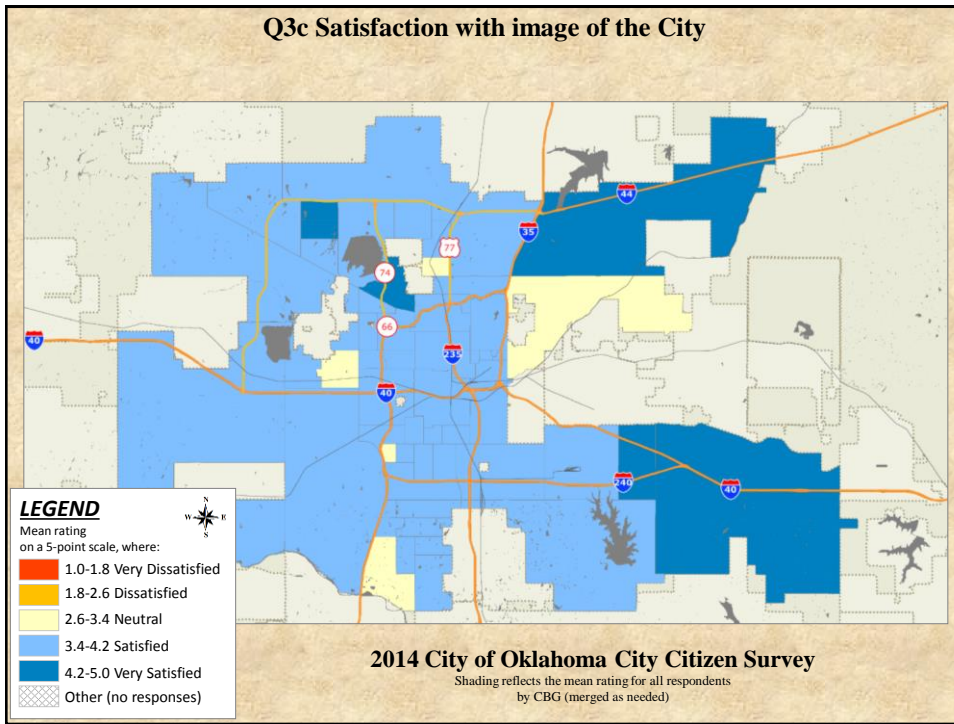 Q3c Satisfaction with image of the City
44
35
77
74
66
40
235
40
240
40
LEGEND
N
W E
S
Mean rating
on a 5-point scale, where:
1.0-1.8 Very Dissatisfied
1.8-2.6 Dissatisfied
2.6-3.4 Neutral
3.4-4.2 Satisfied
4.2-5.0 Very Satisfied
Other (no responses)
2014 City of Oklahoma City Citizen Survey
Shading reflects the mean rating for all respondents
by CBG (merged as needed)